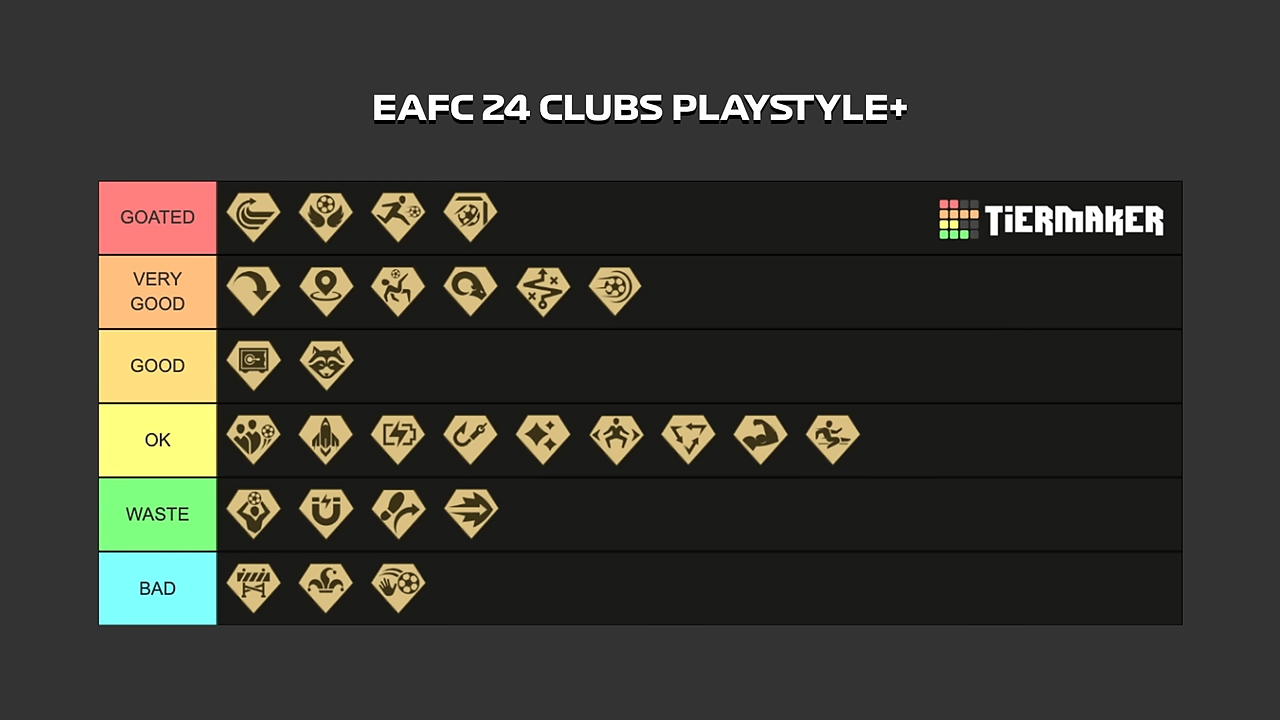 EAFC 24 CLUBS PLAYSTYLE+
GOATED
TiERMAKER
VERY
GOOD
GOOD
OK
WASTE
BAD